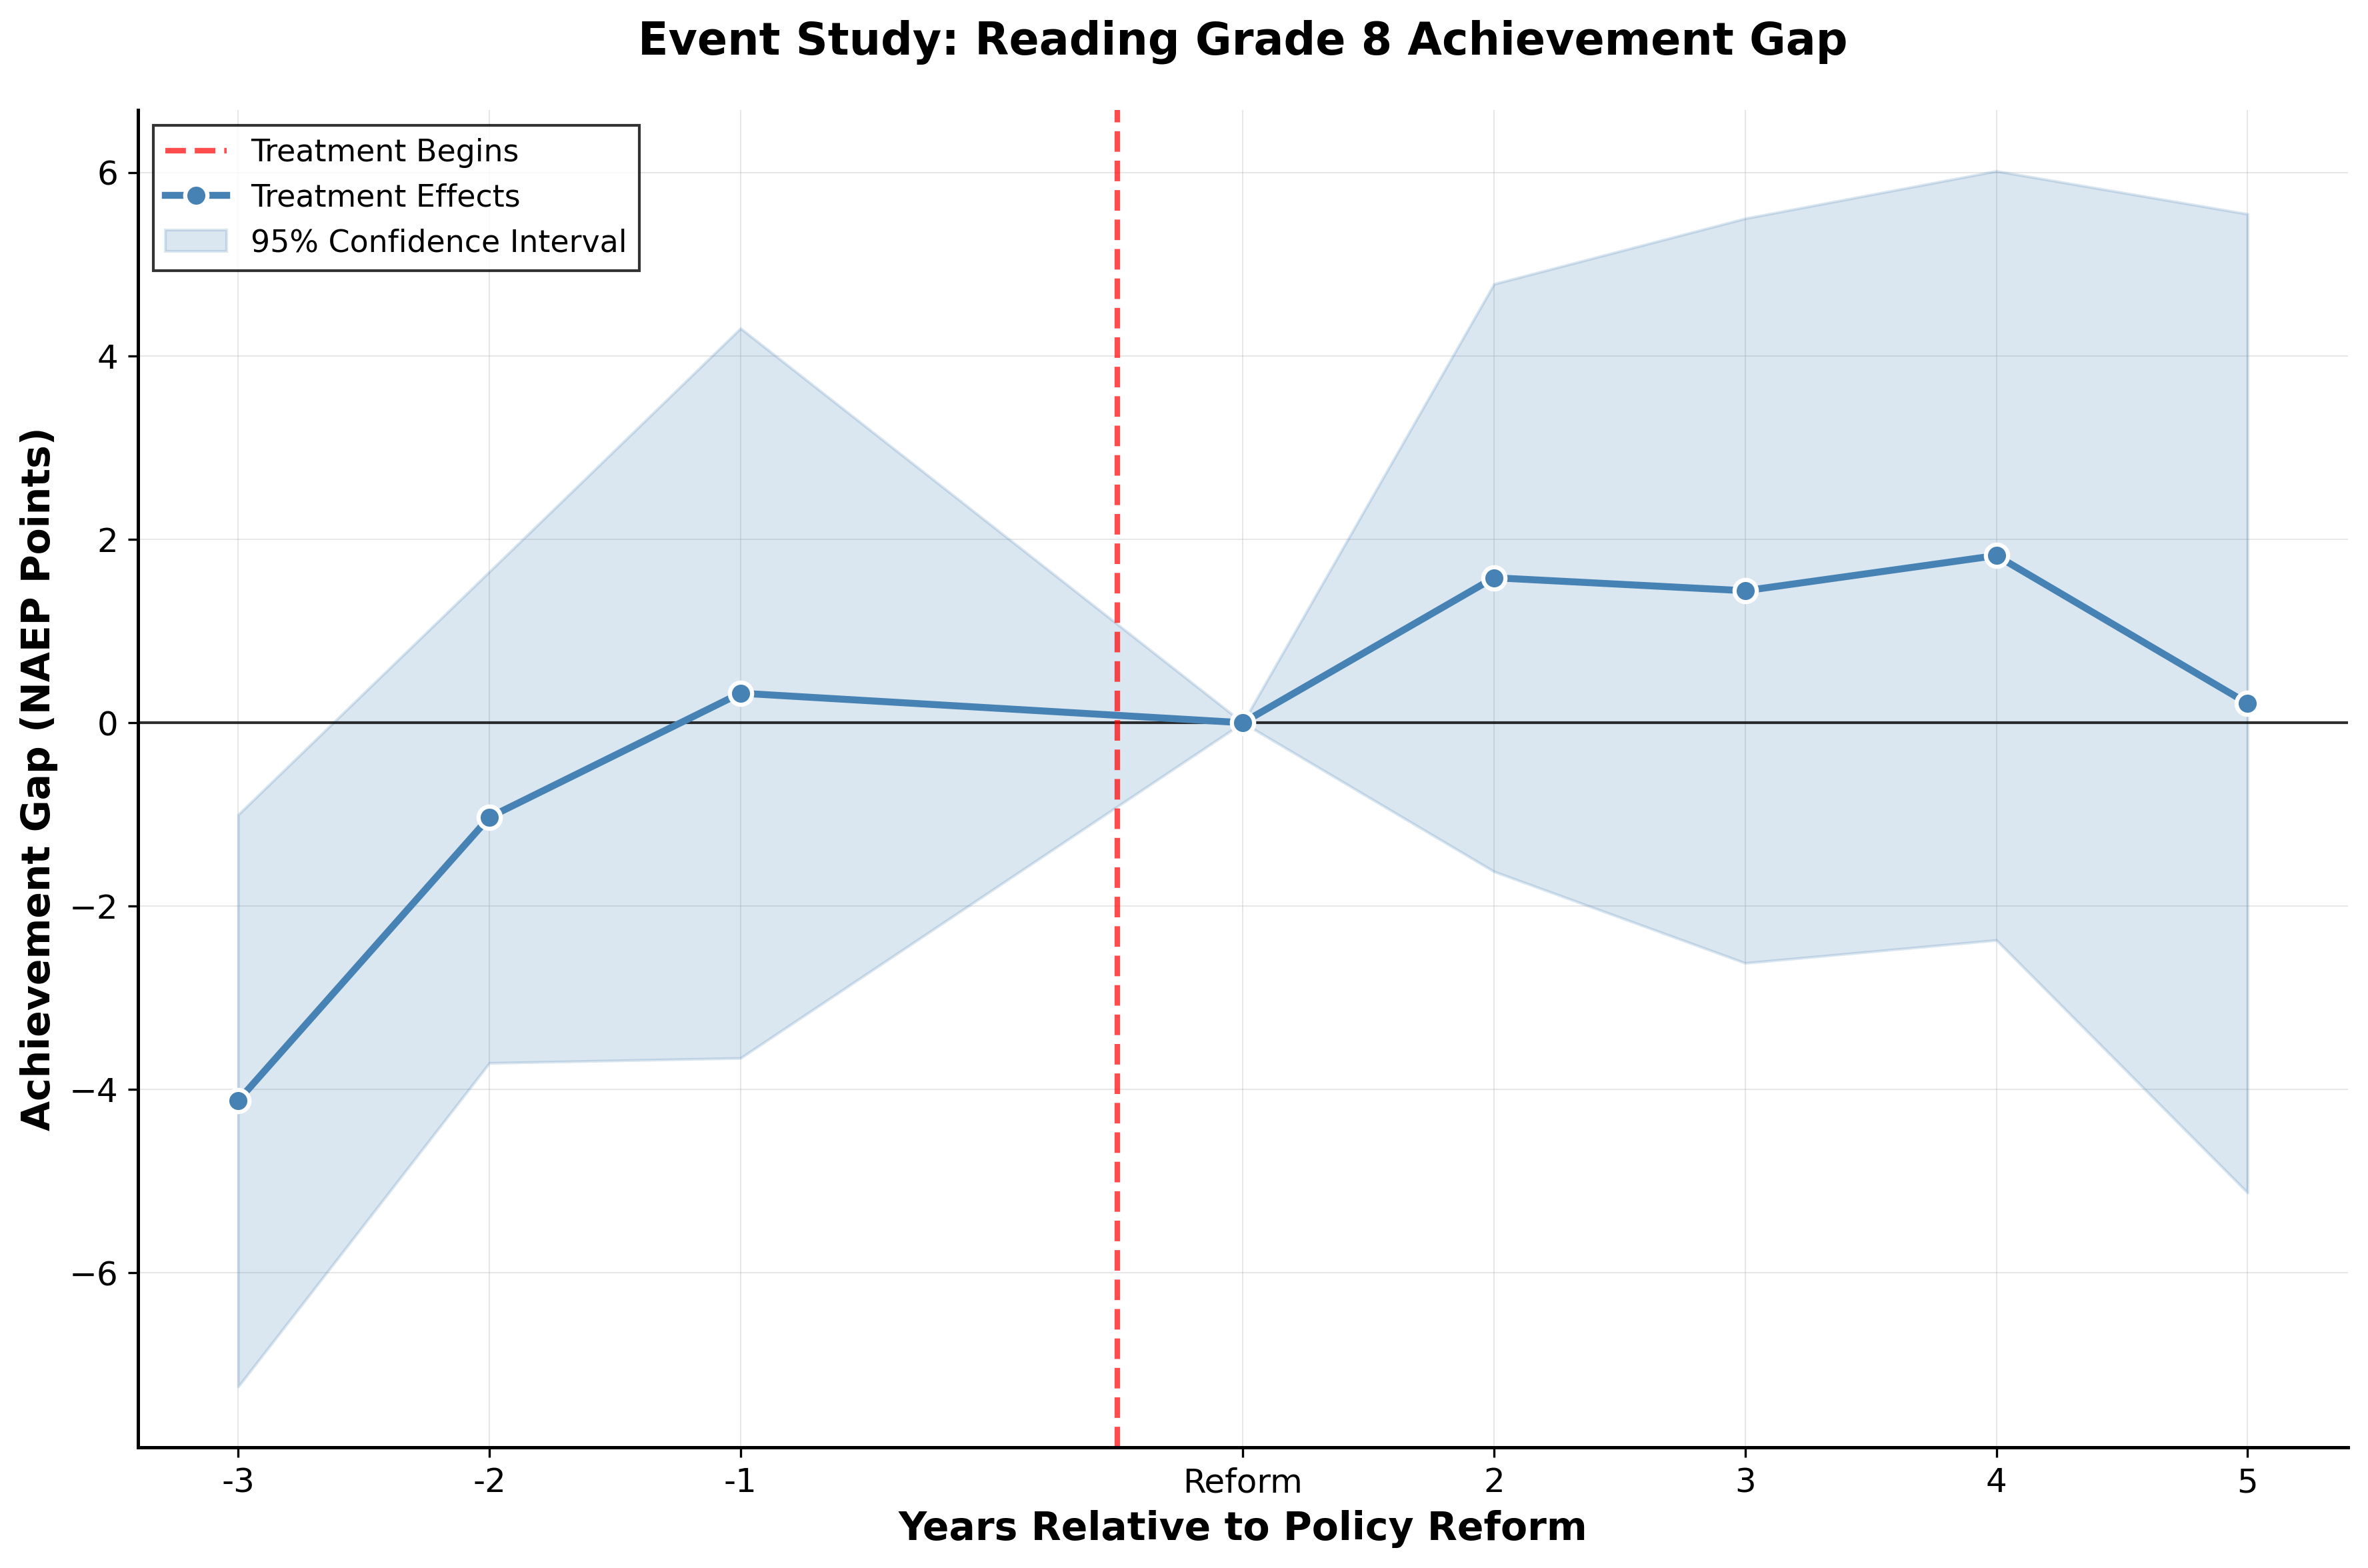 Event Study: Reading Grade 8 Achievement Gap
Treatment Begins
Treatment Effects
95% Confidence Interval
Achievement Gap (NAEP Points)
6
4
2
0
−2
−4
−6
-3 -2 -1 Reform 2 3 4 5
Years Relative to Policy Reform